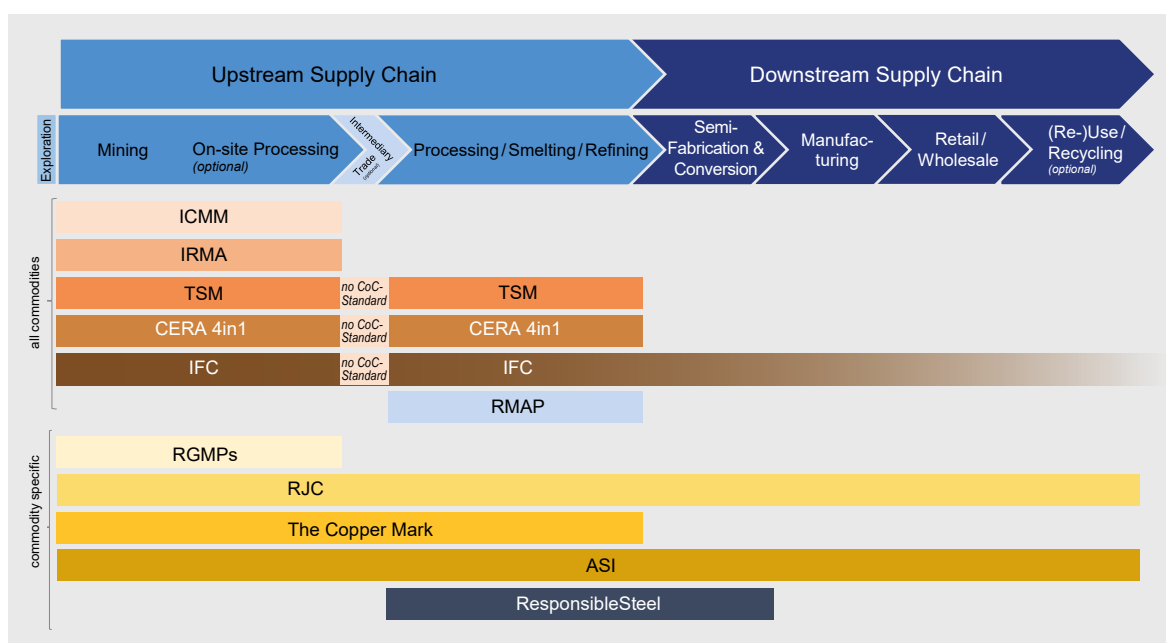 Upstream Supply Chain
Downstream Supply Chain
Exploration
Mining
On-site Processing
(optional)
Intermediary
Trade
(optional)
Processing/Smelting/Refining
Semi-
Fabrication &
Conversion
Manufac-
turing
Retail/
Wholesale
(Re-)Use/
Recycling
(optional)
all commodities
ICMM
IRMA
TSM
no CoC-
Standard
TSM
CERA 4in1
no CoC-
Standard
CERA 4in1
IFC
no CoC-
Standard
IFC
RMAP
commodity specific
RGMPs
RJC
The Copper Mark
ASI
ResponsibleSteel